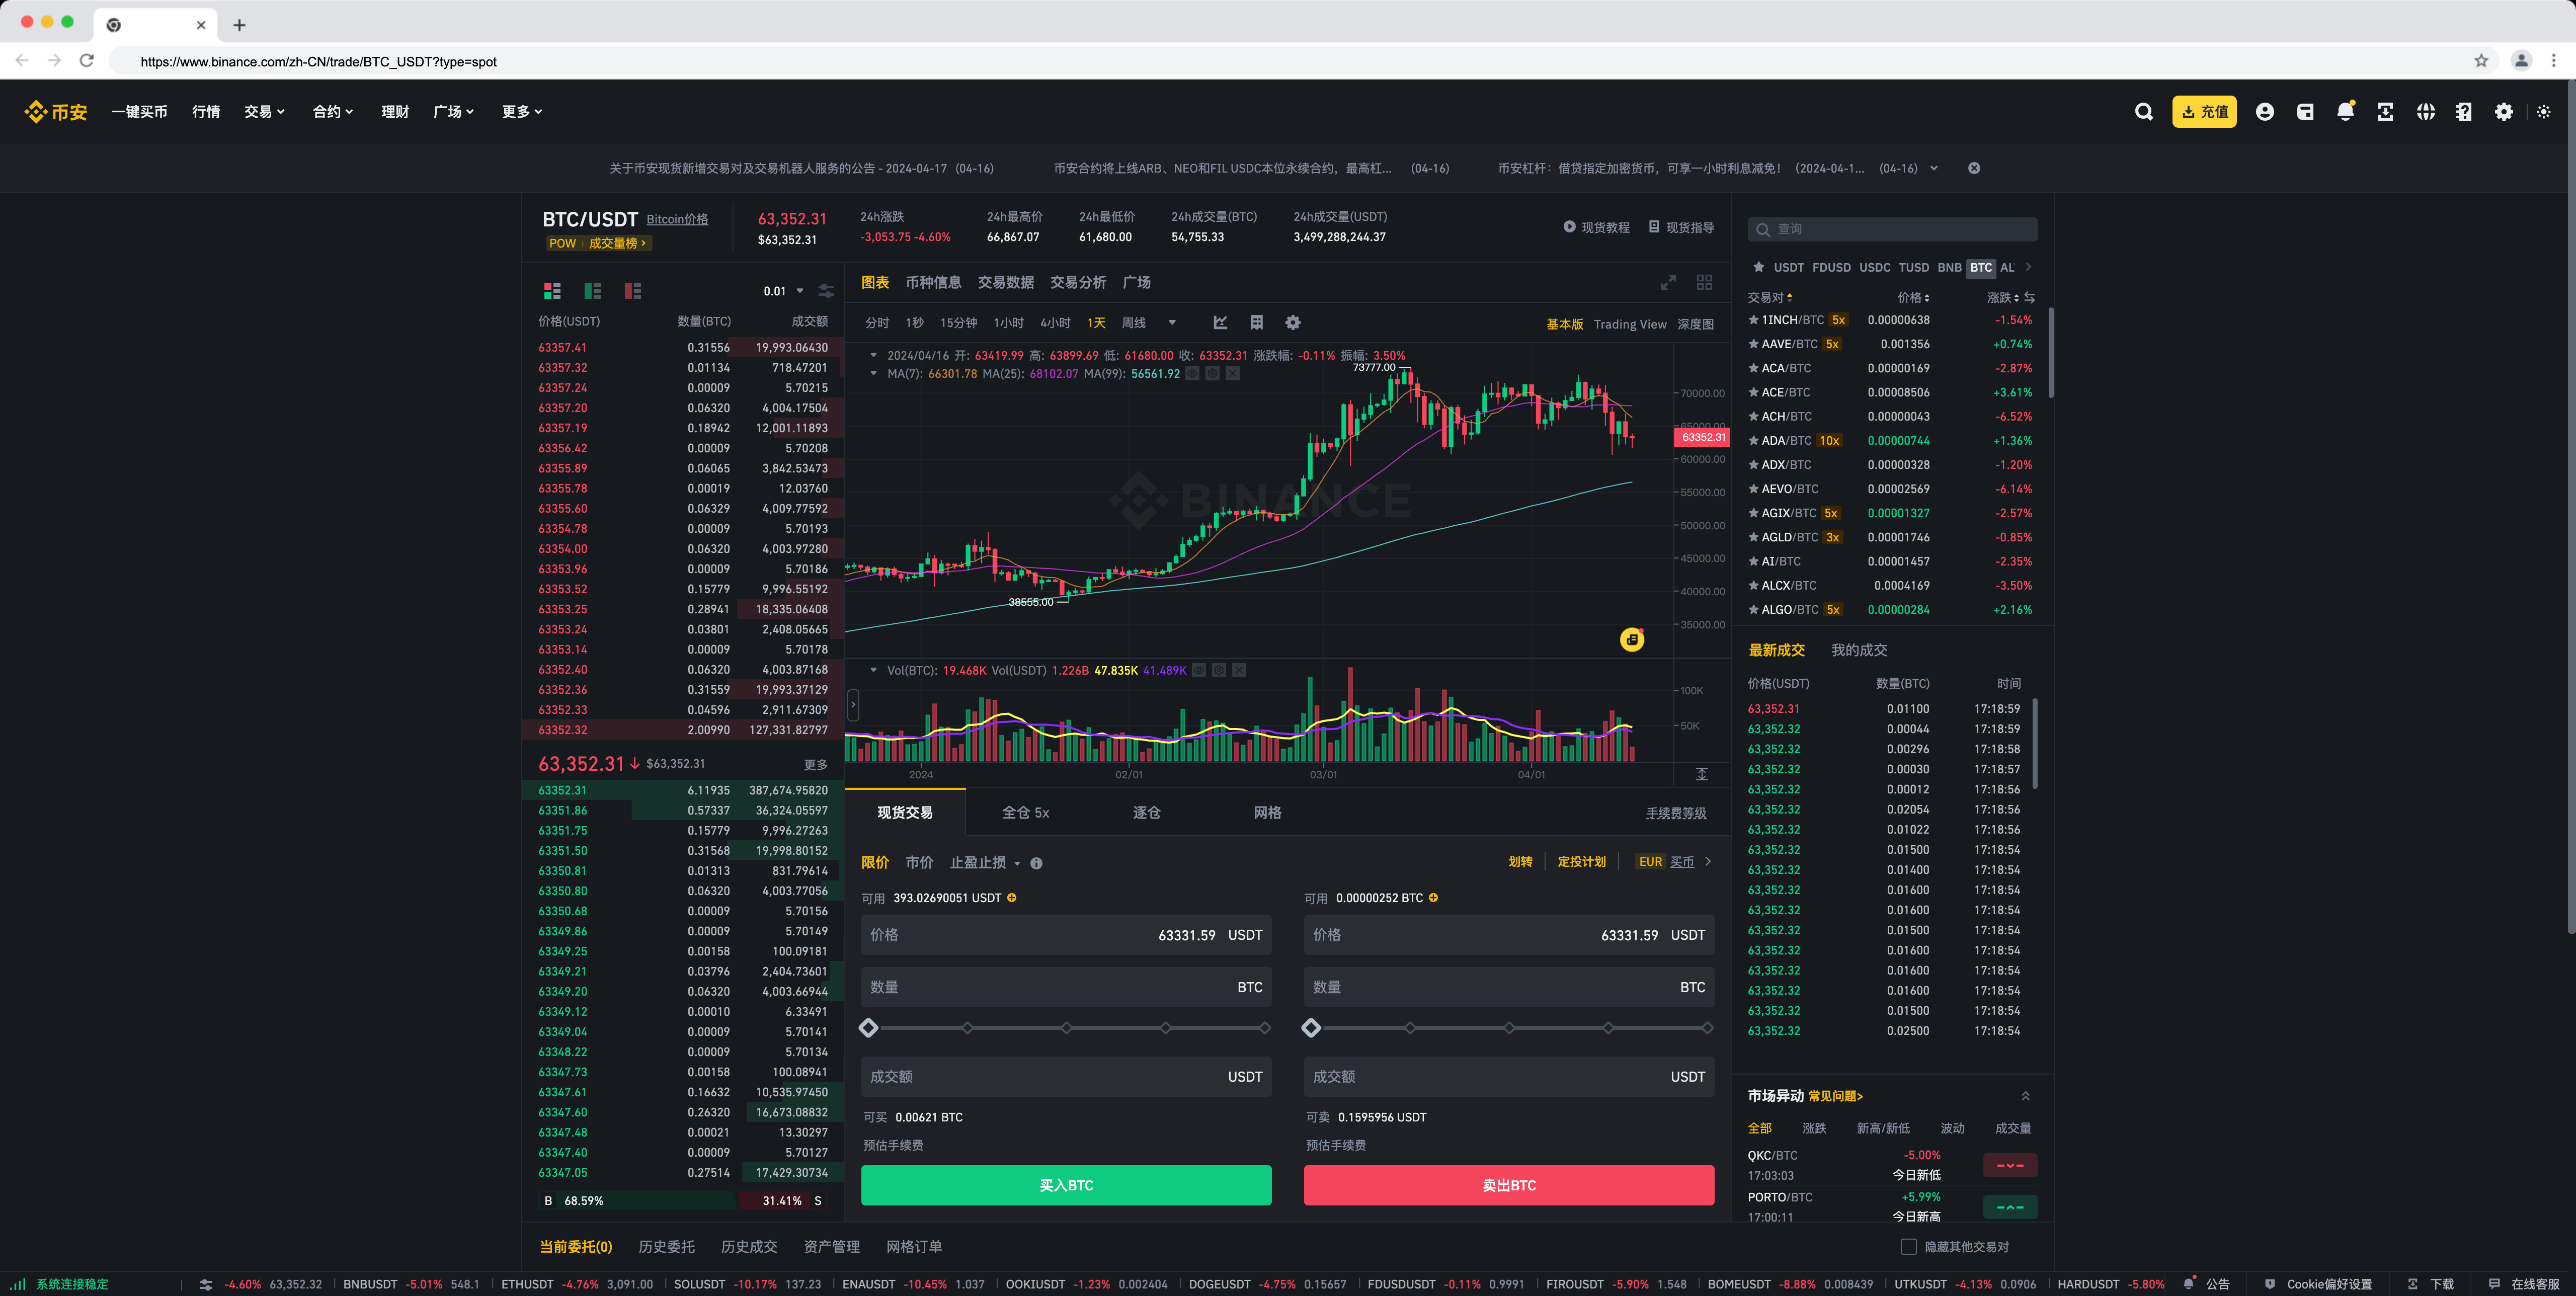 https://www.binance.com/zh-CN/trade/BTC_USDT?type=spot
币安 一键买币 行情 交易 合约 理财 广场 更多 充值
关于币安现货新增交易对及交易机器人服务的公告 - 2024-04-17 (04-16) 币安合约将上线ARB、NEO和FIL USDC本位永续合约，最高杠... (04-16) 币安杠杆：借贷指定加密货币，可享一小时利息减免！ (2024-04-1... (04-16)
BTC/USDT Bitcoin价格
POW 成交量榜 >
63,352.31
$63,352.31
24h涨跌
-3,053.75 -4.60%
24h最高价
66,867.07
24h最低价
61,680.00
24h成交量(BTC)
54,755.33
24h成交量(USDT)
3,499,288,244.37
现货教程 现货指导
0.01
价格(USDT) 数量(BTC) 成交额
63357.41 0.31556 19,993.06430
63357.32 0.01134 718.47201
63357.24 0.00009 5.70215
63357.20 0.06320 4,004.17504
63357.19 0.18942 12,001.11893
63356.42 0.00009 5.70208
63355.89 0.06065 3,842.53473
63355.78 0.00019 12.03760
63355.60 0.06329 4,009.77592
63354.78 0.00009 5.70193
63354.00 0.06320 4,003.97280
63353.96 0.00009 5.70186
63353.52 0.15779 9,996.55192
63353.25 0.28941 18,335.06408
63353.24 0.03801 2,408.05665
63353.14 0.00009 5.70178
63352.40 0.06320 4,003.87168
63352.36 0.31559 19,993.37129
63352.33 0.04596 2,911.67309
63352.32 2.00990 127,331.82797
63,352.31 $63,352.31 更多
63352.31 6.11935 387,674.95820
63351.86 0.57337 36,324.05597
63351.75 0.15779 9,996.27263
63351.50 0.31568 19,998.80152
63350.81 0.01313 831.79614
63350.80 0.06320 4,003.77056
63350.68 0.00009 5.70156
63349.86 0.00009 5.70149
63349.25 0.00158 100.09181
63349.21 0.03796 2,404.73601
63349.20 0.06320 4,003.66944
63349.12 0.00010 6.33491
63349.04 0.00009 5.70141
63348.22 0.00009 5.70134
63347.73 0.00158 100.08941
63347.61 0.16632 10,535.97450
63347.60 0.26320 16,673.08832
63347.48 0.00021 13.30297
63347.40 0.00009 5.70127
63347.05 0.27514 17,429.30734
B 68.59% 31.41% S
图表 币种信息 交易数据 交易分析 广场
分时 1秒 15分钟 1小时 4小时 1天 周线 基本版 Trading View 深度图
2024/04/16 开: 63419.99 高: 63899.69 低: 61680.00 收: 63352.31 涨跌幅: -0.11% 振幅: 3.50%
MA(7): 66301.78 MA(25): 68102.07 MA(99): 56561.92
73777.00
BINANCE
38555.00
70000.00
65000.00
63352.31
60000.00
55000.00
50000.00
45000.00
40000.00
35000.00
Vol(BTC): 19.468K Vol(USDT) 1.226B 47.835K 41.489K
100K
50K
2024 02/01 03/01 04/01
现货交易 全仓 5x 逐仓 网格 手续费等级
限价 市价 止盈止损 划转 定投计划 EUR 买币
可用 393.02690051 USDT
价格 63331.59 USDT
数量 BTC
成交额 USDT
可买 0.00621 BTC
预估手续费
买入BTC
可用 0.00000252 BTC
价格 63331.59 USDT
数量 BTC
成交额 USDT
可卖 0.1595956 USDT
预估手续费
卖出BTC
查询
USDT FDUSD USDC TUSD BNB BTC AL
交易对 价格 涨跌
1INCH/BTC 5x 0.00000638 -1.54%
AAVE/BTC 5x 0.001356 +0.74%
ACA/BTC 0.00000169 -2.87%
ACE/BTC 0.00008506 +3.61%
ACH/BTC 0.00000043 -6.52%
ADA/BTC 10x 0.00000744 +1.36%
ADX/BTC 0.00000328 -1.20%
AEVO/BTC 0.00002569 -6.14%
AGIX/BTC 5x 0.00001327 -2.57%
AGLD/BTC 3x 0.00001746 -0.85%
AI/BTC 0.00001457 -2.35%
ALCX/BTC 0.0004169 -3.50%
ALGO/BTC 5x 0.00000284 +2.16%
最新成交 我的成交
价格(USDT) 数量(BTC) 时间
63,352.31 0.01100 17:18:59
63,352.32 0.00044 17:18:59
63,352.32 0.00296 17:18:58
63,352.32 0.00030 17:18:57
63,352.32 0.00012 17:18:56
63,352.32 0.02054 17:18:56
63,352.32 0.01022 17:18:56
63,352.32 0.01500 17:18:54
63,352.32 0.01400 17:18:54
63,352.32 0.01600 17:18:54
63,352.32 0.01600 17:18:54
63,352.32 0.01500 17:18:54
63,352.32 0.01600 17:18:54
63,352.32 0.01600 17:18:54
63,352.32 0.01600 17:18:54
63,352.32 0.01500 17:18:54
63,352.32 0.02500 17:18:54
市场异动 常见问题>
全部 涨跌 新高/新低 波动 成交量
QKC/BTC -5.00%
17:03:03 今日新低
PORTO/BTC +5.99%
17:00:11 今日新高
当前委托(0) 历史委托 历史成交 资产管理 网格订单 隐藏其他交易对
系统连接稳定 -4.60% 63,352.32 BNBUSDT -5.01% 548.1 ETHUSDT -4.76% 3,091.00 SOLUSDT -10.17% 137.23 ENAUSDT -10.45% 1.037 OOKIUSDT -1.23% 0.002404 DOGEUSDT -4.75% 0.15657 FDUSDUSDT -0.11% 0.9991 FIROUSDT -5.90% 1.548 BOMEUSDT -8.88% 0.008439 UTKUSDT -4.13% 0.0906 HARDUSDT -5.80% 公告 Cookie偏好设置 下载 在线客服